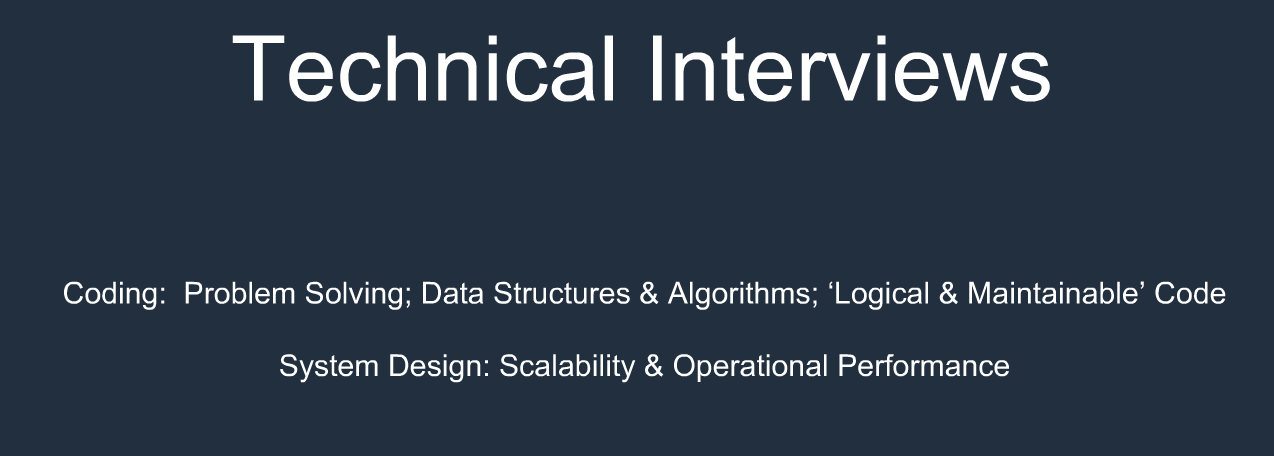 Technical Interviews
Coding:  Problem Solving; Data Structures & Algorithms; ‘Logical & Maintainable’ Code
System Design: Scalability & Operational Performance